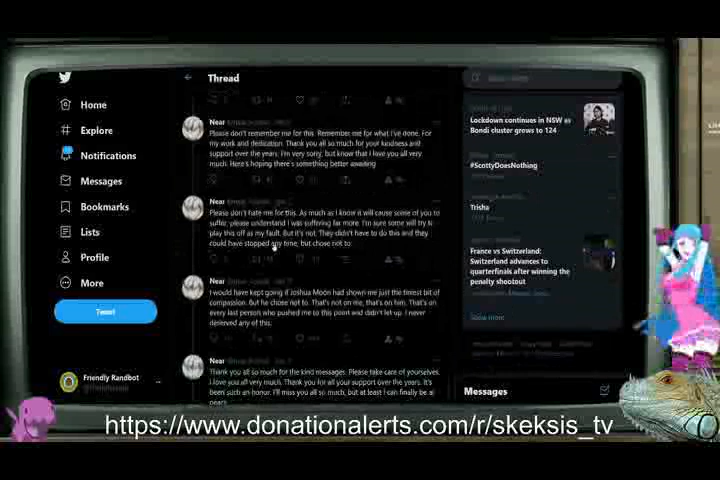 Thread
Home
Explore
Notifications
Messages
Bookmarks
Lists
Profile
More
Tweet
Friendly Randbot
Near
Please don't remember me for this. Remember me for what I've done. For
my work and dedication. Thank you all so much for your kindness and
support over the years. I'm very sorry, but know that I love you all very
much. Here's hoping there's something better awaiting
Near
Please don't hate me for this. As much as I know it will cause some of you to
suffer, please understand I was suffering far more. I'm sure some will try N
play this off as my fault. But it's not. They didn't have to do this and they
could have stopped any time, but chose not to.
Near
I would have kept going if Joshua Moon had shown me just the tiniest bit of
compassion. But he chose not to. That's not on me, that's on him. That's on
every last person who pushed me to this point and didn't let up. I never
deserved any of this.
Near
Thank you all so much for the kind messages. Please take care of yourselves.
I love you all very much. Thank you for all your support over the years. It's
been such an honor. I'll miss you all so much, but at least I can finally be at
peace.
Lockdown continues in NSW as
Bondi cluster grows to 124
#ScottyDoesNothing
Trisha
France vs Switzerland:
Switzerland advances to
quarterfinals after winning the
penalty shootout
Show more
Messages
https://www.donationalerts.com/r/skeksis_tv